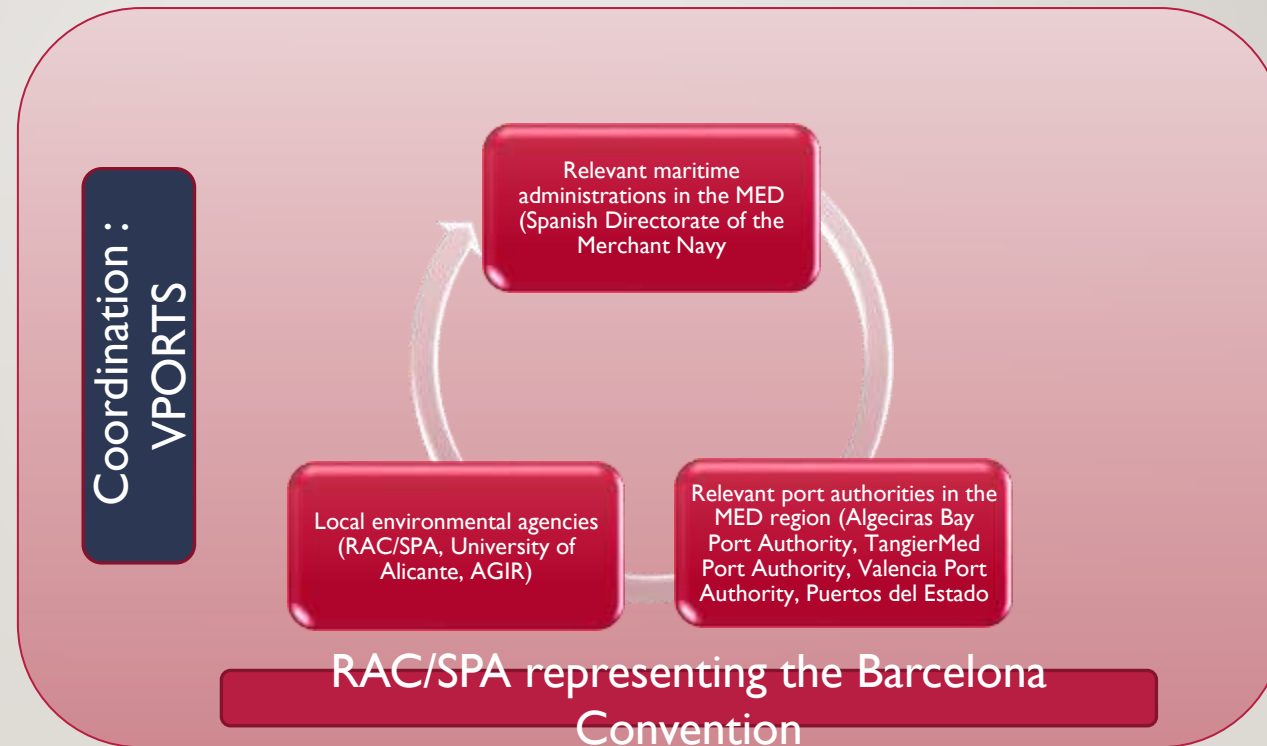 Coordination :
VPORTS
Relevant maritime
administrations in the MED
(Spanish Directorate of the
Merchant Navy
Local environmental agencies
(RAC/SPA, University of
Alicante, AGIR)
Relevant port authorities in the
MED region (Algeciras Bay
Port Authority, TangierMed
Port Authority, Valencia Port
Authority, Puertos del Estado
RAC/SPA representing the Barcelona
Convention